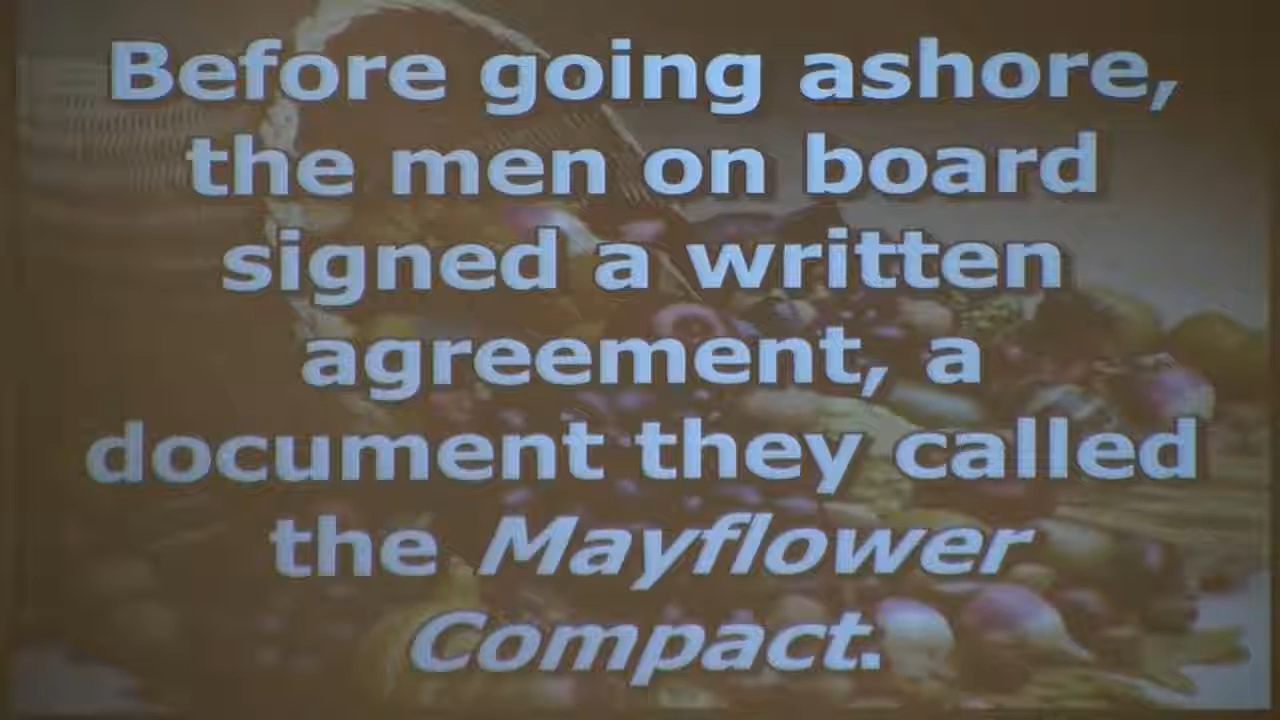 Before going ashore,
the men on board
signed a written
agreement, a
document they called
the Mayflower
Compact.